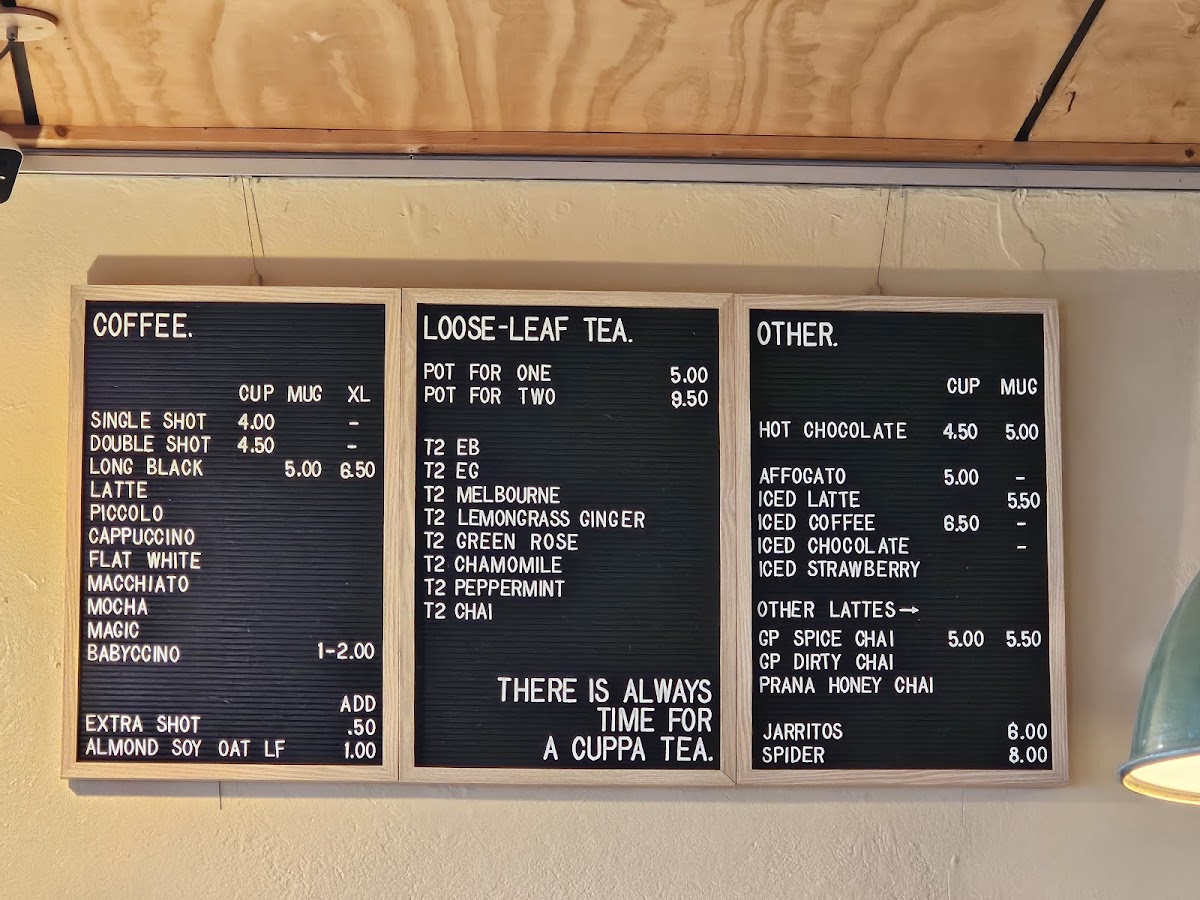 COFFEE.
CUP MUG XL
SINGLE SHOT 4.00 -
DOUBLE SHOT 4.50 -
LONG BLACK 5.00 6.50
LATTE
PICCOLO
CAPPUCCINO
FLAT WHITE
MACCHIATO
MOCHA
MAGIC
BABYCCINO 1-2.00
ADD
EXTRA SHOT .50
ALMOND SOY OAT LF 1.00
LOOSE-LEAF TEA.
POT FOR ONE 5.00
POT FOR TWO 9.50
T2 EB
T2 EG
T2 MELBOURNE
T2 LEMONGRASS GINGER
T2 GREEN ROSE
T2 CHAMOMILE
T2 PEPPERMINT
T2 CHAI
THERE IS ALWAYS
TIME FOR
A CUPPA TEA.
OTHER.
CUP MUG
HOT CHOCOLATE 4.50 5.00
AFFOGATO 5.00 -
ICED LATTE 5.50
ICED COFFEE 6.50 -
ICED CHOCOLATE -
ICED STRAWBERRY
OTHER LATTES→
GP SPICE CHAI 5.00 5.50
GP DIRTY CHAI
PRANA HONEY CHAI
JARRITOS 6.00
SPIDER 8.00